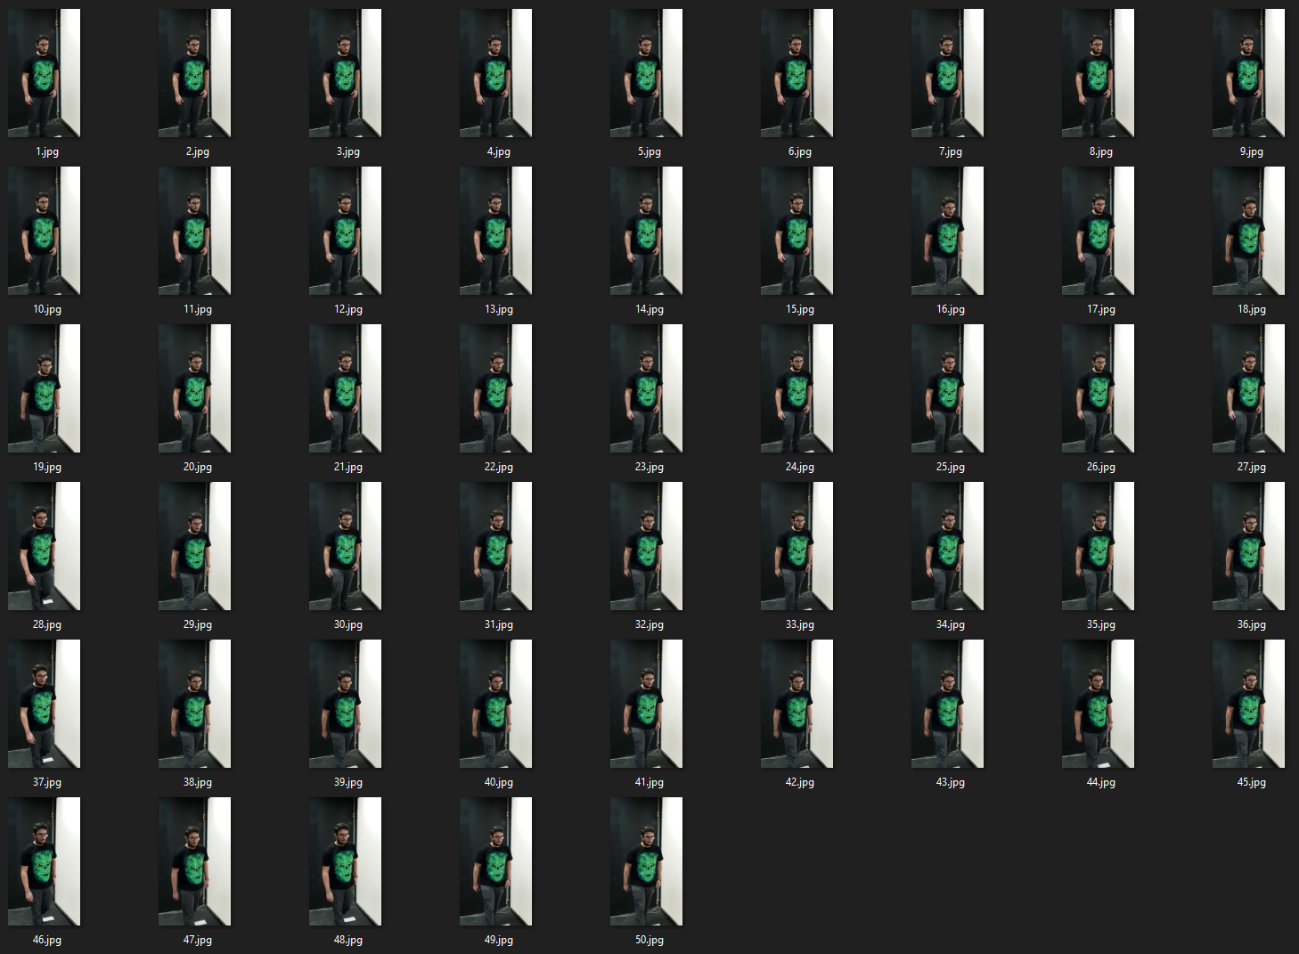 1.jpg 2.jpg 3.jpg 4.jpg 5.jpg 6.jpg 7.jpg 8.jpg 9.jpg
10.jpg 11.jpg 12.jpg 13.jpg 14.jpg 15.jpg 16.jpg 17.jpg 18.jpg
19.jpg 20.jpg 21.jpg 22.jpg 23.jpg 24.jpg 25.jpg 26.jpg 27.jpg
28.jpg 29.jpg 30.jpg 31.jpg 32.jpg 33.jpg 34.jpg 35.jpg 36.jpg
37.jpg 38.jpg 39.jpg 40.jpg 41.jpg 42.jpg 43.jpg 44.jpg 45.jpg
46.jpg 47.jpg 48.jpg 49.jpg 50.jpg